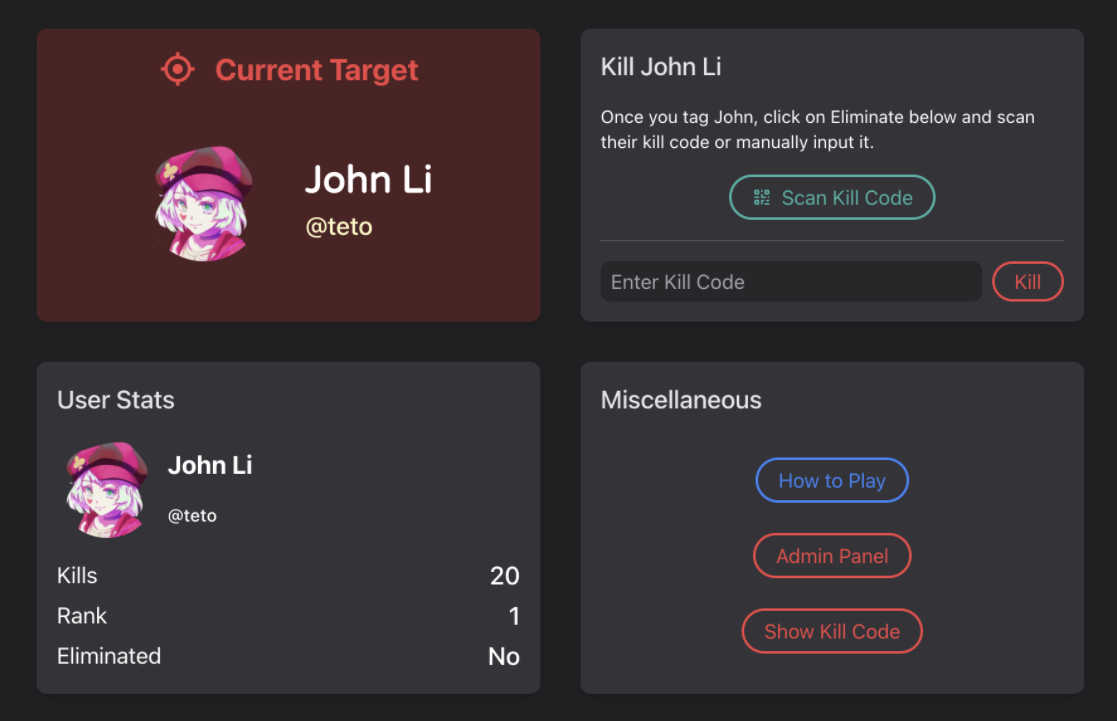 Current Target
John Li
@teto
Kill John Li
Once you tag John, click on Eliminate below and scan
their kill code or manually input it.
Scan Kill Code
Enter Kill Code
Kill
User Stats
John Li
@teto
Kills 20
Rank 1
Eliminated No
Miscellaneous
How to Play
Admin Panel
Show Kill Code